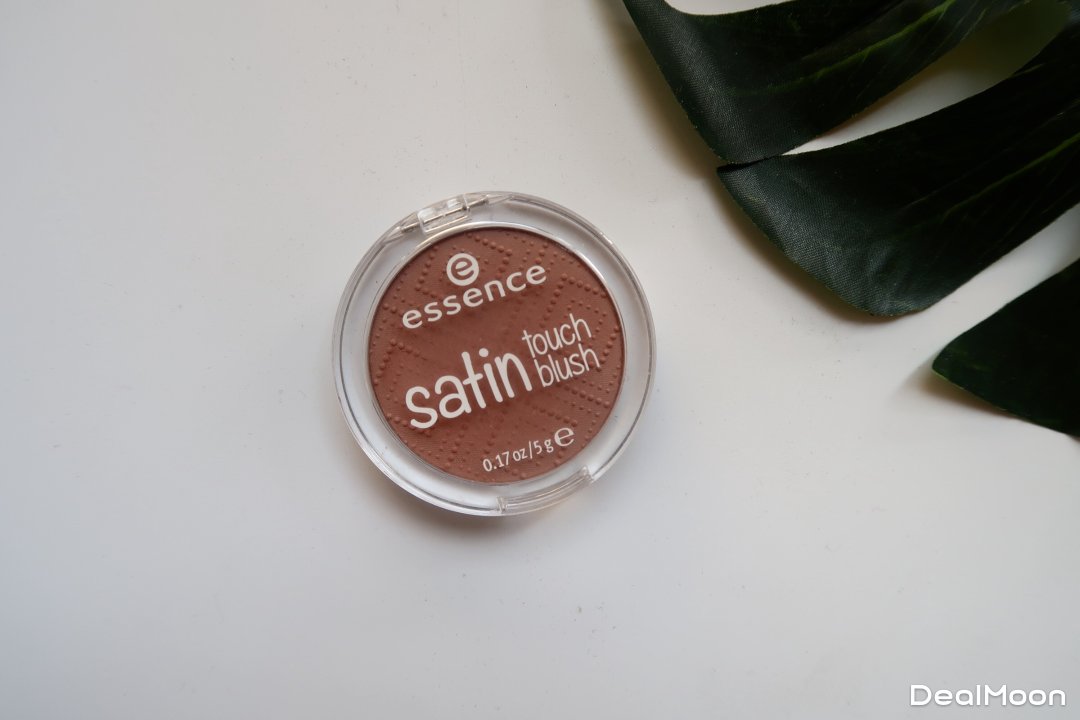 e
essence
satin touch
blush
0.17 oz/5 g e
DealMoon